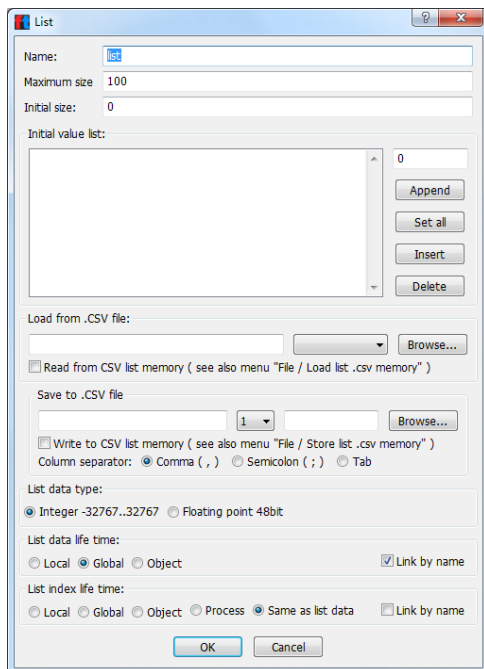 List
Name: list
Maximum size 100
Initial size: 0
Initial value list:
0
Append
Set all
Insert
Delete
Load from .CSV file:
Browse...
Read from CSV list memory ( see also menu "File / Load list .csv memory" )
Save to .CSV file
1 Browse...
Write to CSV list memory ( see also menu "File / Store list .csv memory" )
Column separator: Comma ( , ) Semicolon ( ; ) Tab
List data type:
Integer -32767..32767 Floating point 48bit
List data life time:
Local Global Object Link by name
List index life time:
Local Global Object Process Same as list data Link by name
OK Cancel